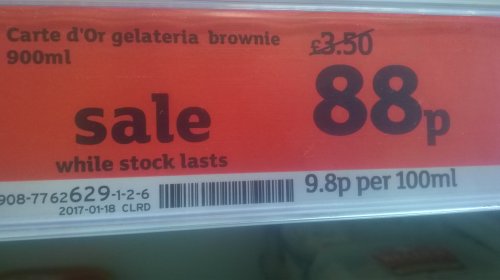 Carte d'Or gelateria brownie
900ml
£3.50
88p
sale
while stock lasts
908-7762629-1-2-6
2017-01-18 CLRD
9.8p per 100ml